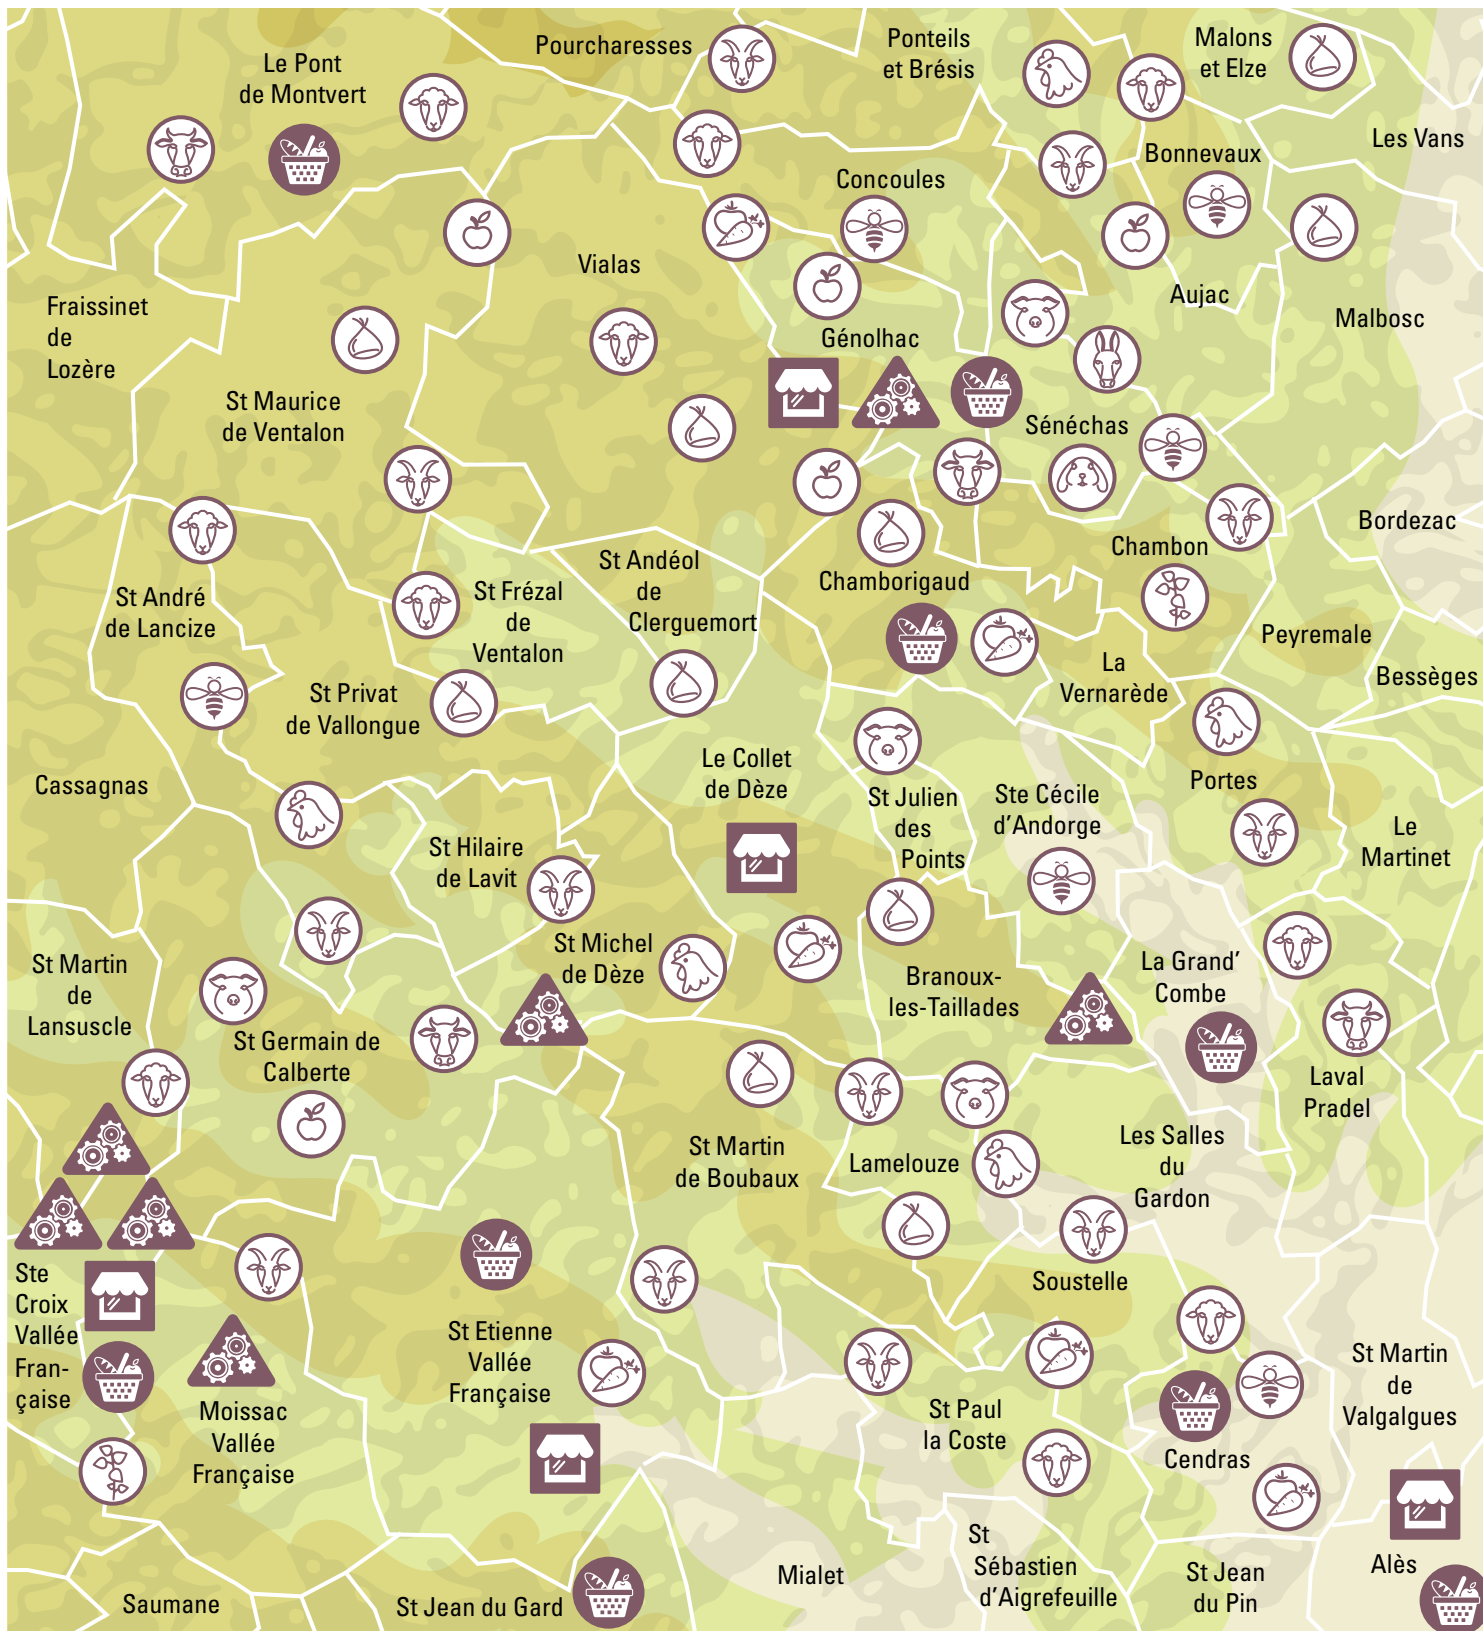 Pourcharesses
Ponteils
et Brésis
Malons
et Elze
Le Pont
de Montvert
Les Vans
Bonnevaux
Concoules
Vialas
Aujac
Fraissinet
de
Lozère
Malbosc
Génolhac
St Maurice
de Ventalon
Sénéchas
Bordezac
Chambon
St Andéol
de
Clerguemort
Chamborigaud
St André
de Lancize
St Frézal
de
Ventalon
Peyremale
La
Vernarède
Bessèges
St Privat
de Vallongue
Le Collet
de Dèze
Cassagnas
Portes
St Julien
des
Points
Ste Cécile
d'Andorge
Le
Martinet
St Hilaire
de Lavit
St Michel
de Dèze
St Martin
de
Lansuscle
Branoux-
les-Taillades
La Grand'
Combe
St Germain de
Calberte
Laval
Pradel
St Martin
de Boubaux
Lamelouze
Les Salles
du
Gardon
Soustelle
Ste
Croix
Vallée
Fran-
çaise
St Etienne
Vallée
Française
St Martin
de
Valgalgues
Moissac
Vallée
Française
St Paul
la Coste
Cendras
St
Sébastien
d'Aigrefeuille
Mialet
St Jean
du Pin
Alès
Saumane
St Jean du Gard